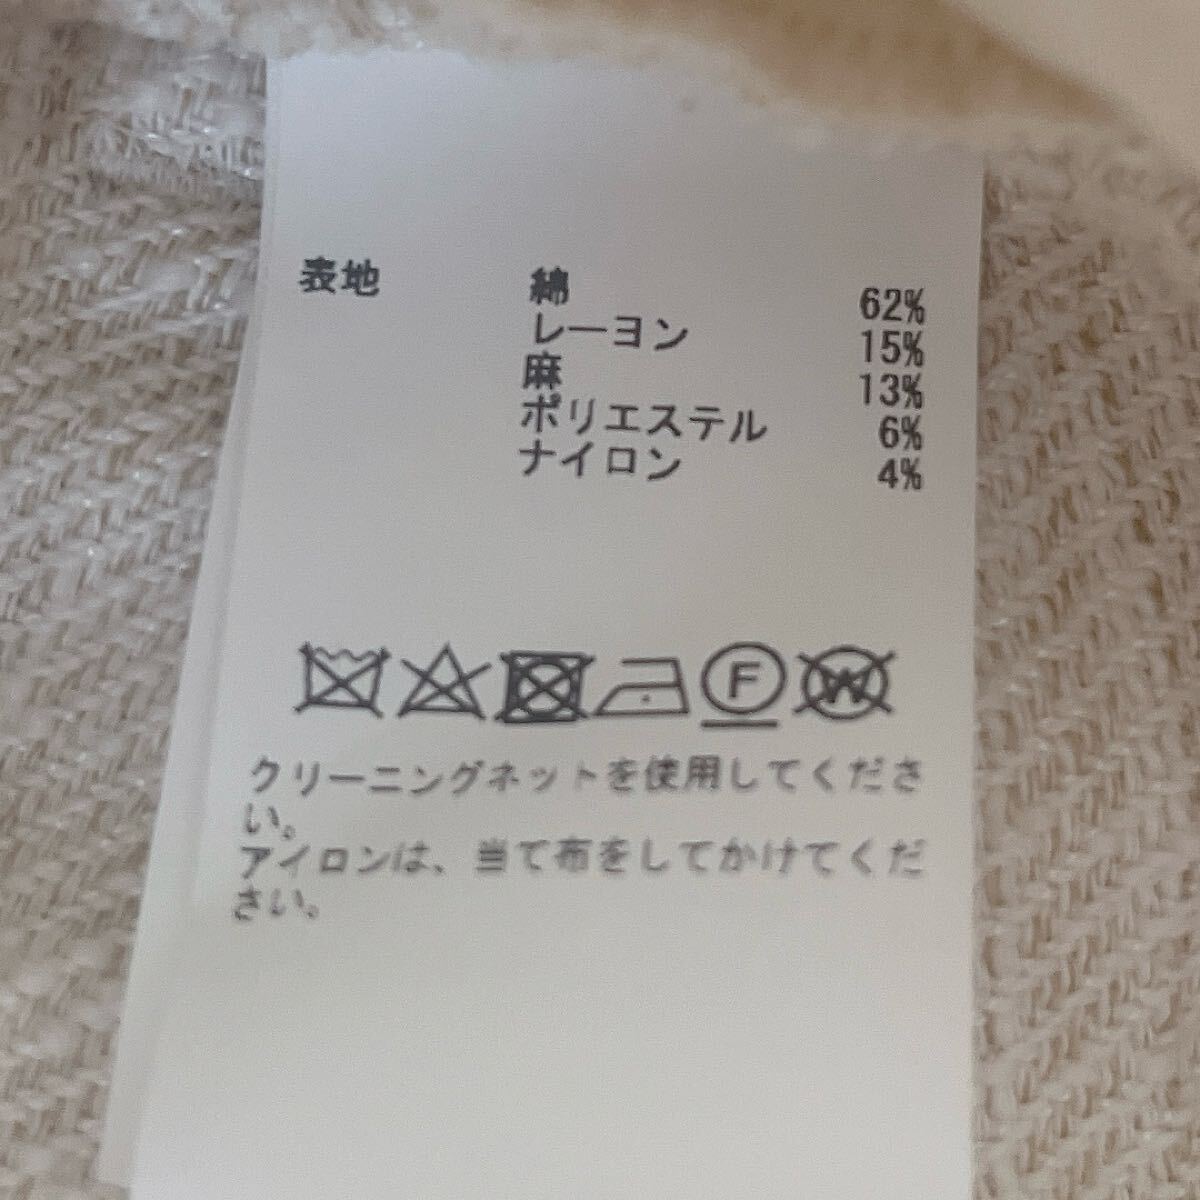 表地 綿 62%
レーヨン 15%
麻 13%
ポリエステル 6%
ナイロン 4%
F W
クリーニングネットを使用してくださ
い。
アイロンは、当て布をしてかけてくだ
さい。